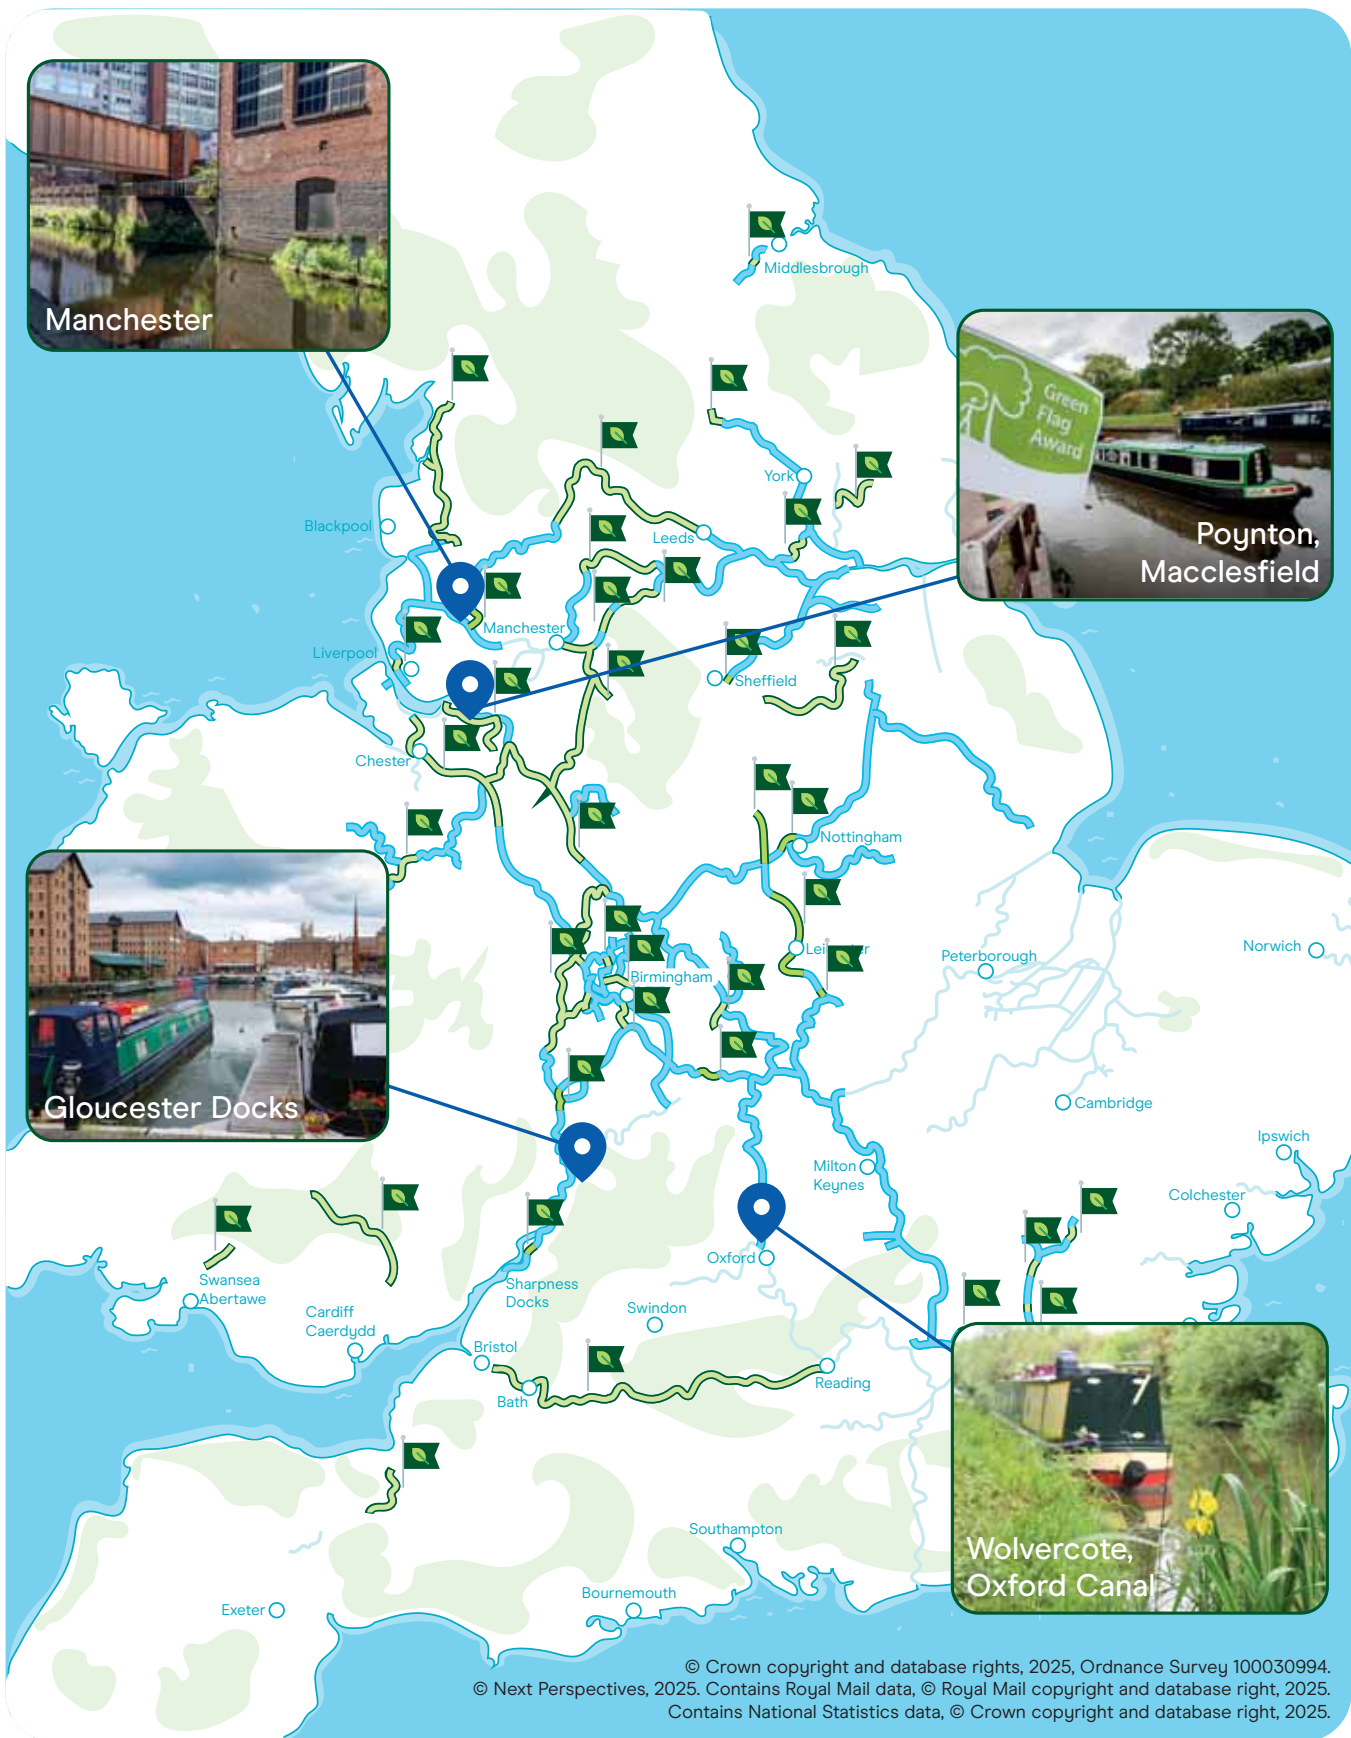 Manchester
Middlesbrough
Green
Flag
Award
Poynton,
Macclesfield
York
Blackpool
Leeds
Manchester
Liverpool
Sheffield
Chester
Nottingham
Norwich
Peterborough
Birmingham
Gloucester Docks
Cambridge
Ipswich
Milton
Keynes
Colchester
Oxford
Swansea
Abertawe
Sharpness
Docks
Cardiff
Caerdydd
Swindon
Bristol
Reading
Bath
7
Southampton
Wolvercote,
Oxford Canal
Bournemouth
Exeter
© Crown copyright and database rights, 2025, Ordnance Survey 100030994.
© Next Perspectives, 2025. Contains Royal Mail data, © Royal Mail copyright and database right, 2025.
Contains National Statistics data, © Crown copyright and database right, 2025.